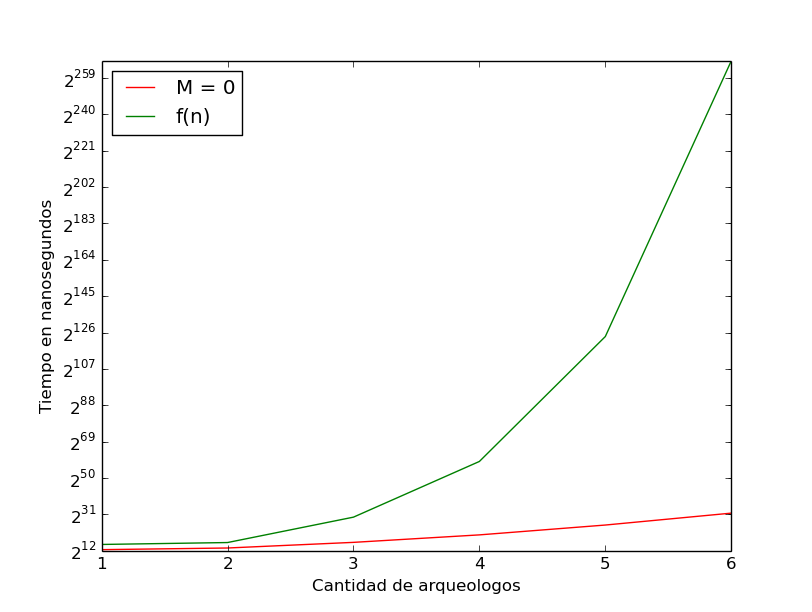 M = 0
f(n)
2^259
2^240
2^221
2^202
2^183
2^164
2^145
2^126
2^107
2^88
2^69
2^50
2^31
2^12
Tiempo en nanosegundos
1 2 3 4 5 6
Cantidad de arqueologos